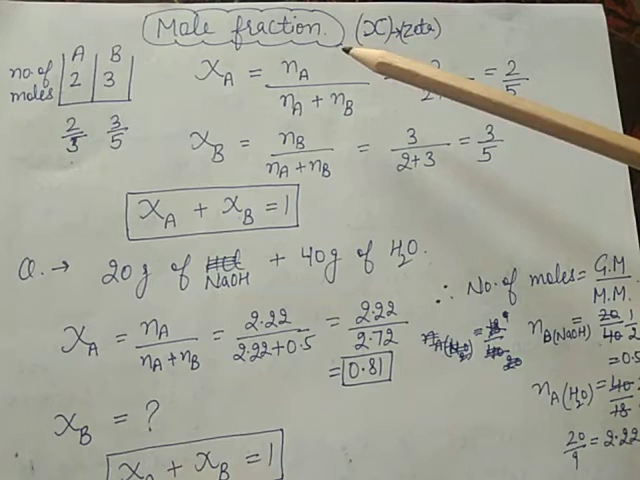 Mole fraction. (x)→(zeta)
A B
no. of moles 2 3
2/3 3/5
x_A = n_A / (n_A + n_B) = 2/5
x_B = n_B / (n_A + n_B) = 3 / (2+3) = 3/5
x_A + x_B = 1
Q. → 20g of NaOH + 40g of H₂O.
∴ No. of moles = G.M / M.M.
x_A = n_A / (n_A + n_B) = 2.22 / (2.22 + 0.5) = 2.22 / 2.72
= 0.81
n_B(NaOH) = 20/40 1/2
= 0.5
n_A(H₂O) = 40/18
20/9 = 2.22
x_B = ?
x_A + x_B = 1